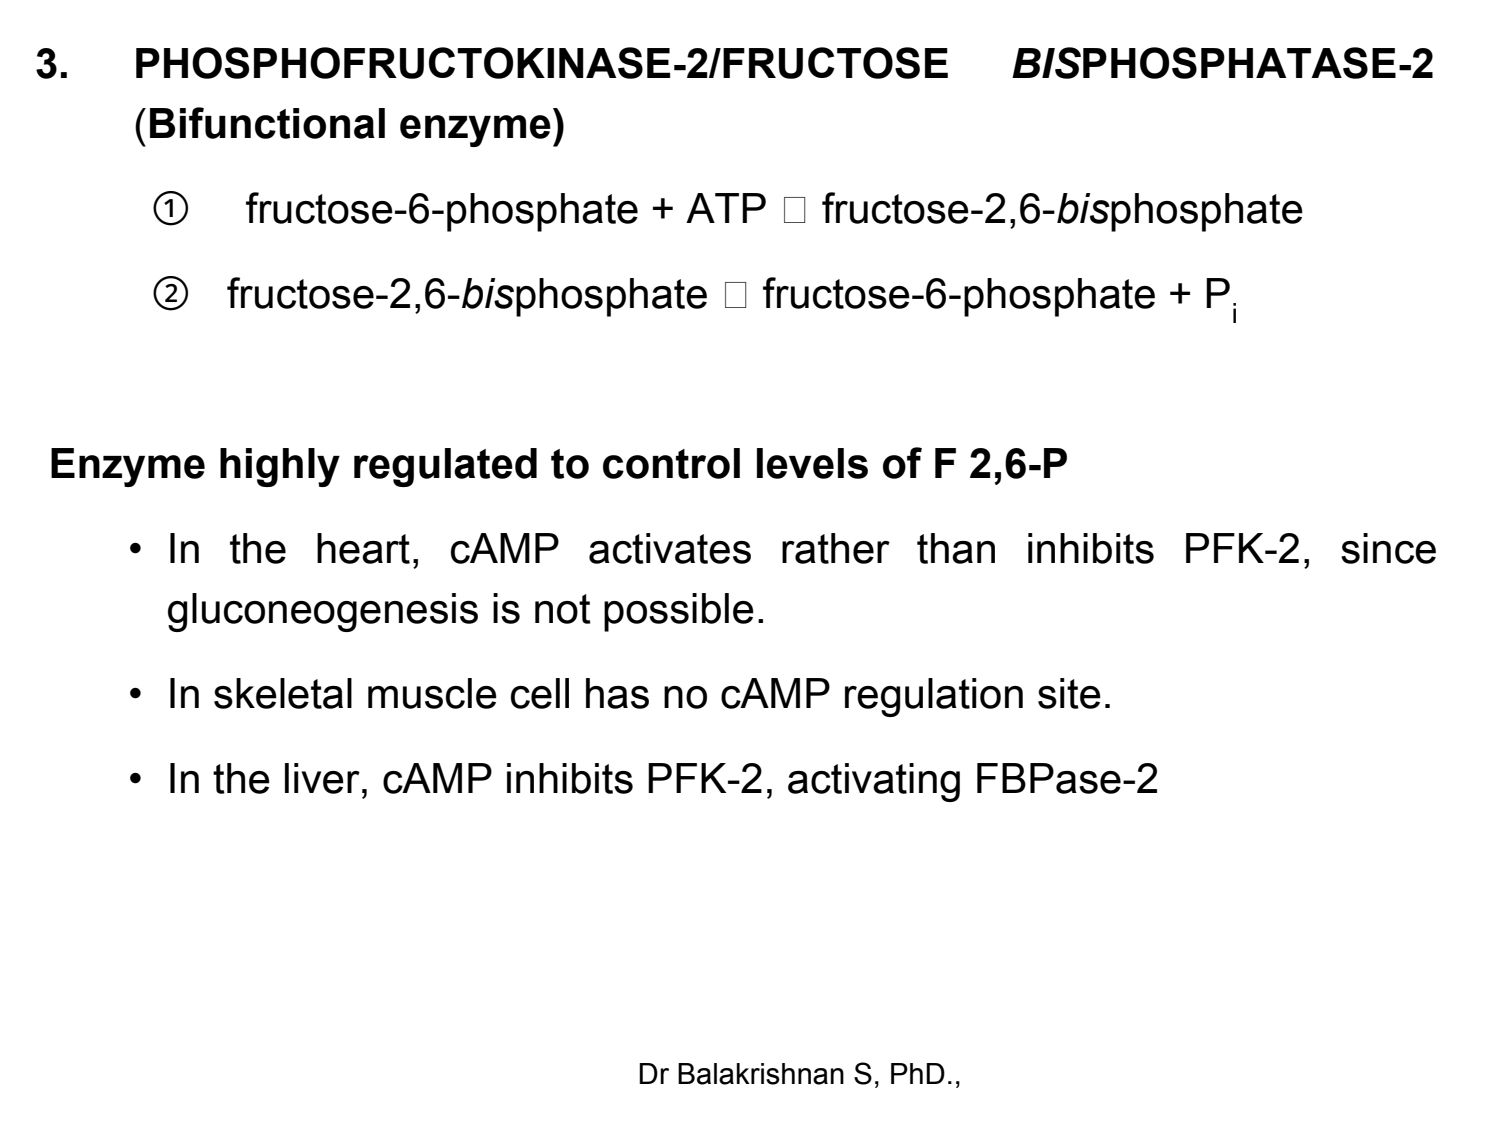 3. PHOSPHOFRUCTOKINASE-2/FRUCTOSE BISPHOSPHATASE-2
(Bifunctional enzyme)
① fructose-6-phosphate + ATP □ fructose-2,6-bisphosphate
② fructose-2,6-bisphosphate □ fructose-6-phosphate + Pi
Enzyme highly regulated to control levels of F 2,6-P
• In the heart, cAMP activates rather than inhibits PFK-2, since
gluconeogenesis is not possible.
• In skeletal muscle cell has no cAMP regulation site.
• In the liver, cAMP inhibits PFK-2, activating FBPase-2
Dr Balakrishnan S, PhD.,